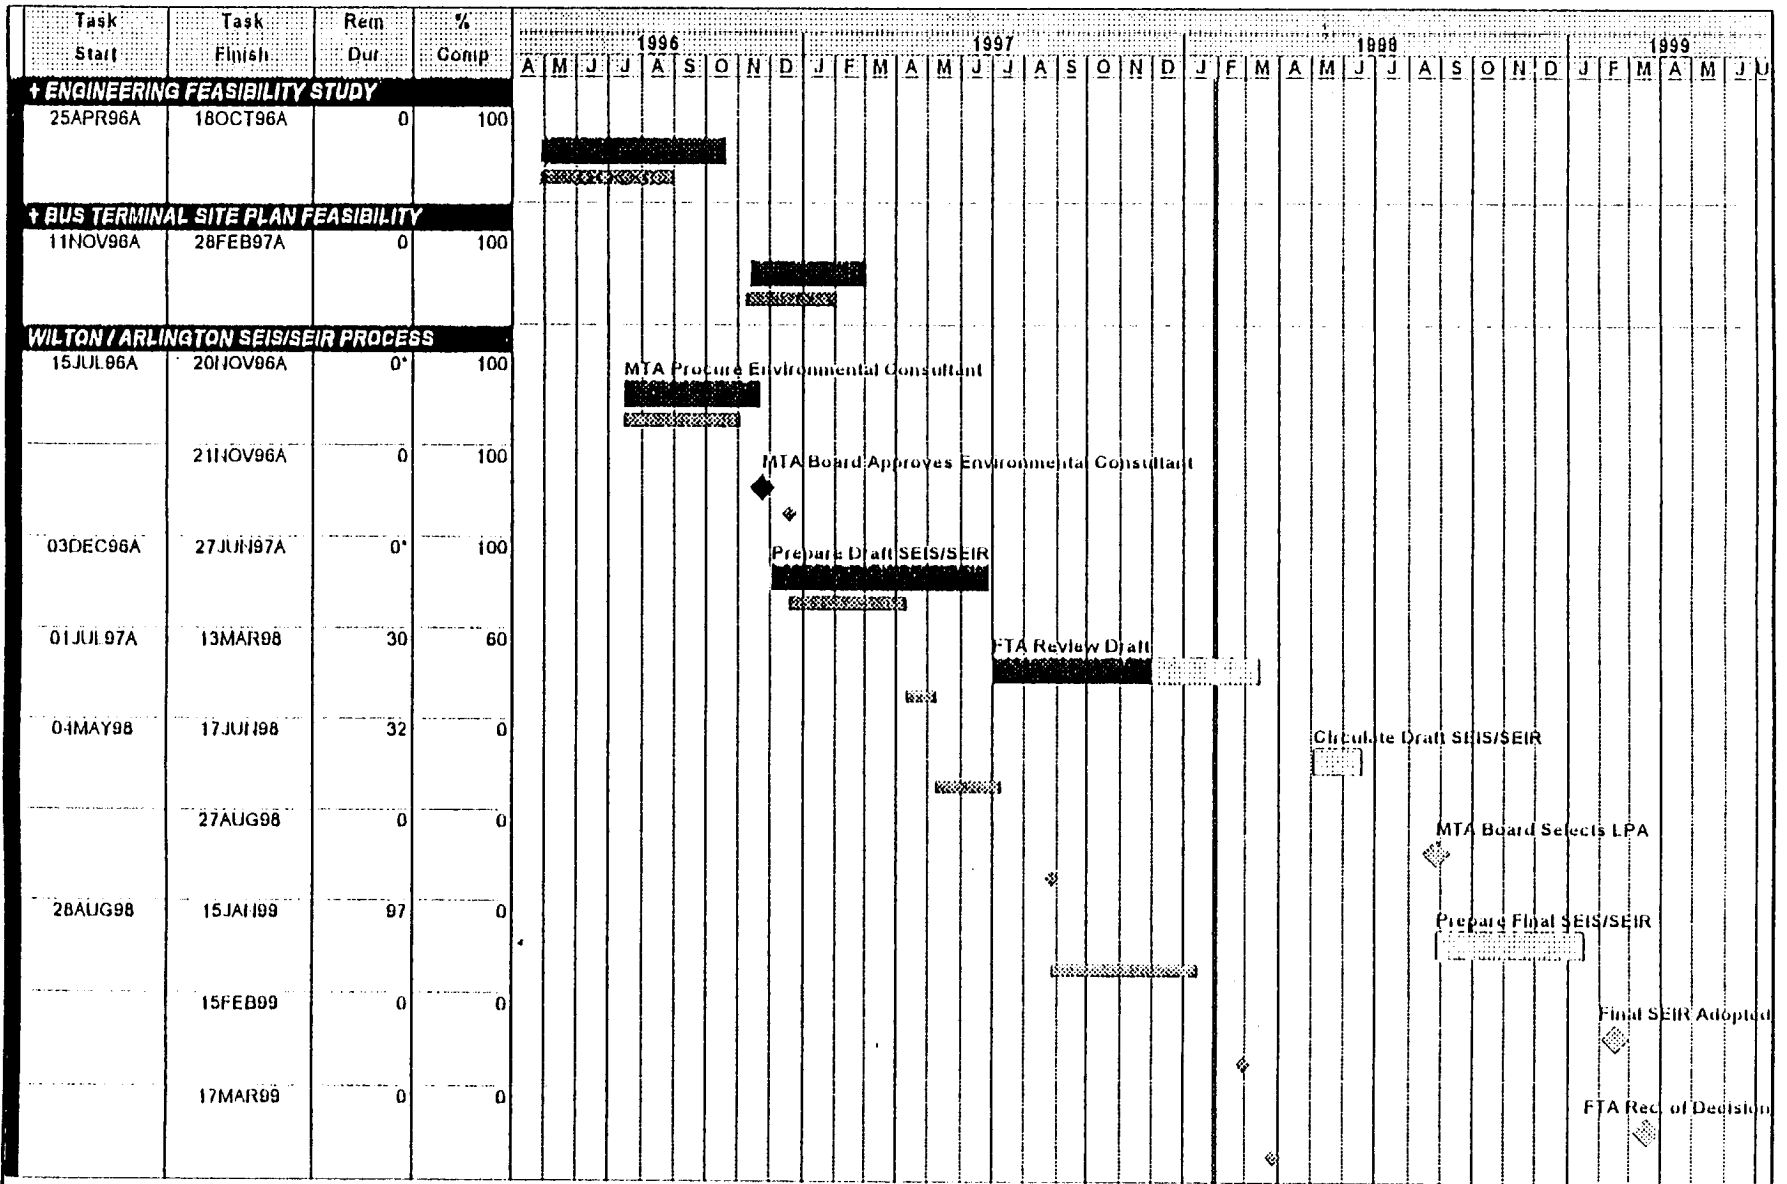 Task Task Rem %
Start Finish Dur Comp
1996 1997 1998 1999
A M J J A S O N D J F M A M J J A S O N D J F M A M J J A S O N D J F M A M J J
+ ENGINEERING FEASIBILITY STUDY
25APR96A 18OCT96A 0 100
+ BUS TERMINAL SITE PLAN FEASIBILITY
11NOV96A 28FEB97A 0 100
WILTON / ARLINGTON SEIS/SEIR PROCESS
15JUL96A 20NOV96A 0* 100
MTA Procure Environmental Consultant
21NOV96A 0 100
MTA Board Approves Environmental Consultant
03DEC96A 27JUN97A 0* 100
Prepare Draft SEIS/SEIR
01JUL97A 13MAR98 30 60
FTA Review Draft
04MAY98 17JUN98 32 0
Circulate Draft SEIS/SEIR
27AUG98 0 0
MTA Board Selects LPA
28AUG98 15JAN99 97 0
Prepare Final SEIS/SEIR
15FEB99 0 0
Final SEIR Adopted
17MAR99 0 0
FTA Rec. of Decision